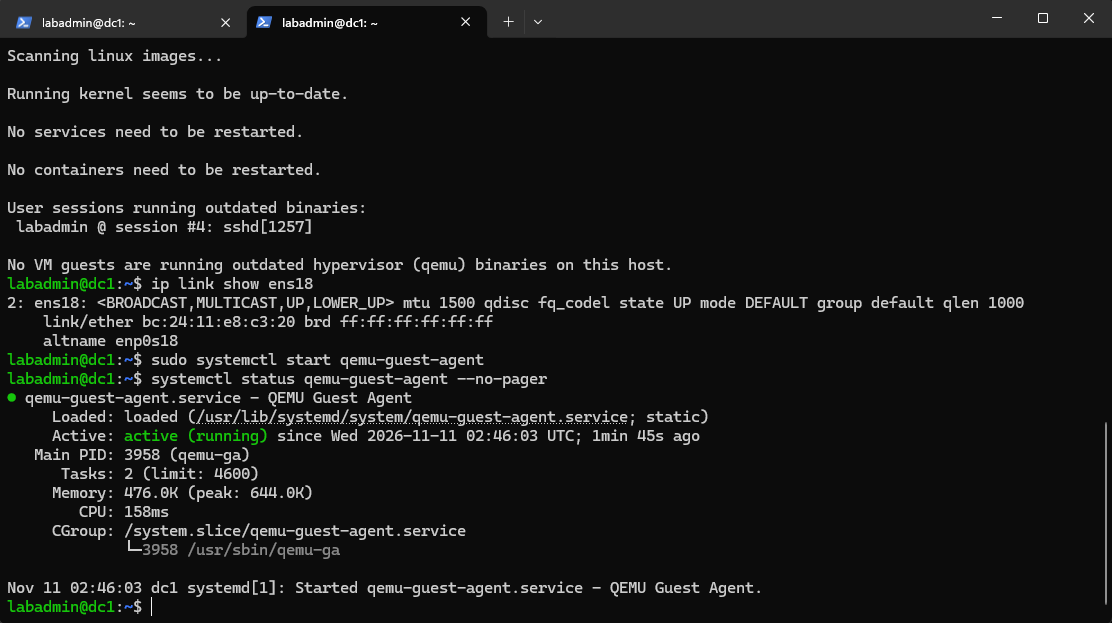 labadmin@dc1: ~
labadmin@dc1: ~
Scanning linux images...
Running kernel seems to be up-to-date.
No services need to be restarted.
No containers need to be restarted.
User sessions running outdated binaries:
 labadmin @ session #4: sshd[1257]
No VM guests are running outdated hypervisor (qemu) binaries on this host.
labadmin@dc1:~$ ip link show ens18
2: ens18: <BROADCAST,MULTICAST,UP,LOWER_UP> mtu 1500 qdisc fq_codel state UP mode DEFAULT group default qlen 1000
    link/ether bc:24:11:e8:c3:20 brd ff:ff:ff:ff:ff:ff
    altname enp0s18
labadmin@dc1:~$ sudo systemctl start qemu-guest-agent
labadmin@dc1:~$ systemctl status qemu-guest-agent --no-pager
● qemu-guest-agent.service - QEMU Guest Agent
     Loaded: loaded (/usr/lib/systemd/system/qemu-guest-agent.service; static)
     Active: active (running) since Wed 2026-11-11 02:46:03 UTC; 1min 45s ago
   Main PID: 3958 (qemu-ga)
      Tasks: 2 (limit: 4600)
     Memory: 476.0K (peak: 644.0K)
        CPU: 158ms
     CGroup: /system.slice/qemu-guest-agent.service
             └─3958 /usr/sbin/qemu-ga
Nov 11 02:46:03 dc1 systemd[1]: Started qemu-guest-agent.service - QEMU Guest Agent.
labadmin@dc1:~$